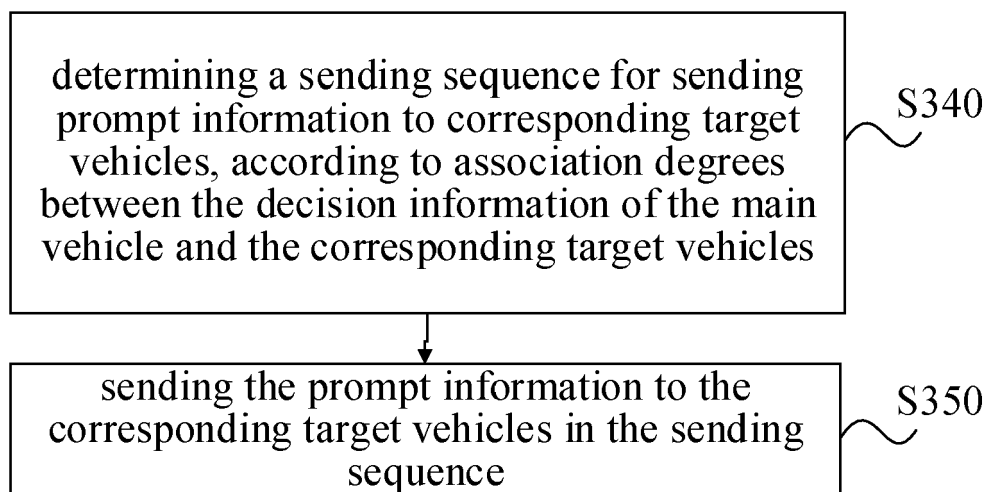 determining a sending sequence for sending
prompt information to corresponding target
vehicles, according to association degrees
between the decision information of the main
vehicle and the corresponding target vehicles
S340
sending the prompt information to the
corresponding target vehicles in the sending
sequence
S350